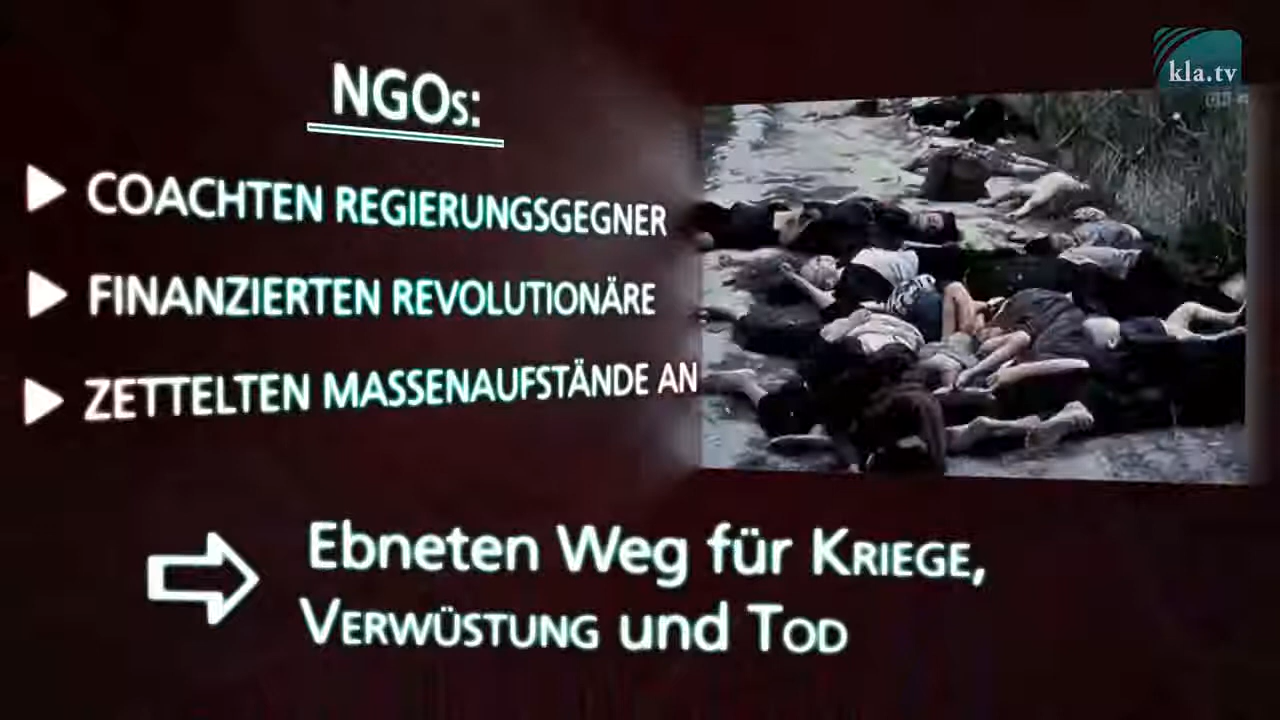 kla.tv
NGOs:
COACHTEN REGIERUNGSGEGNER
FINANZIERTEN REVOLUTIONÄRE
ZETTELTEN MASSENAUFSTÄNDE AN
Ebneten Weg für KRIEGE,
VERWÜSTUNG und TOD